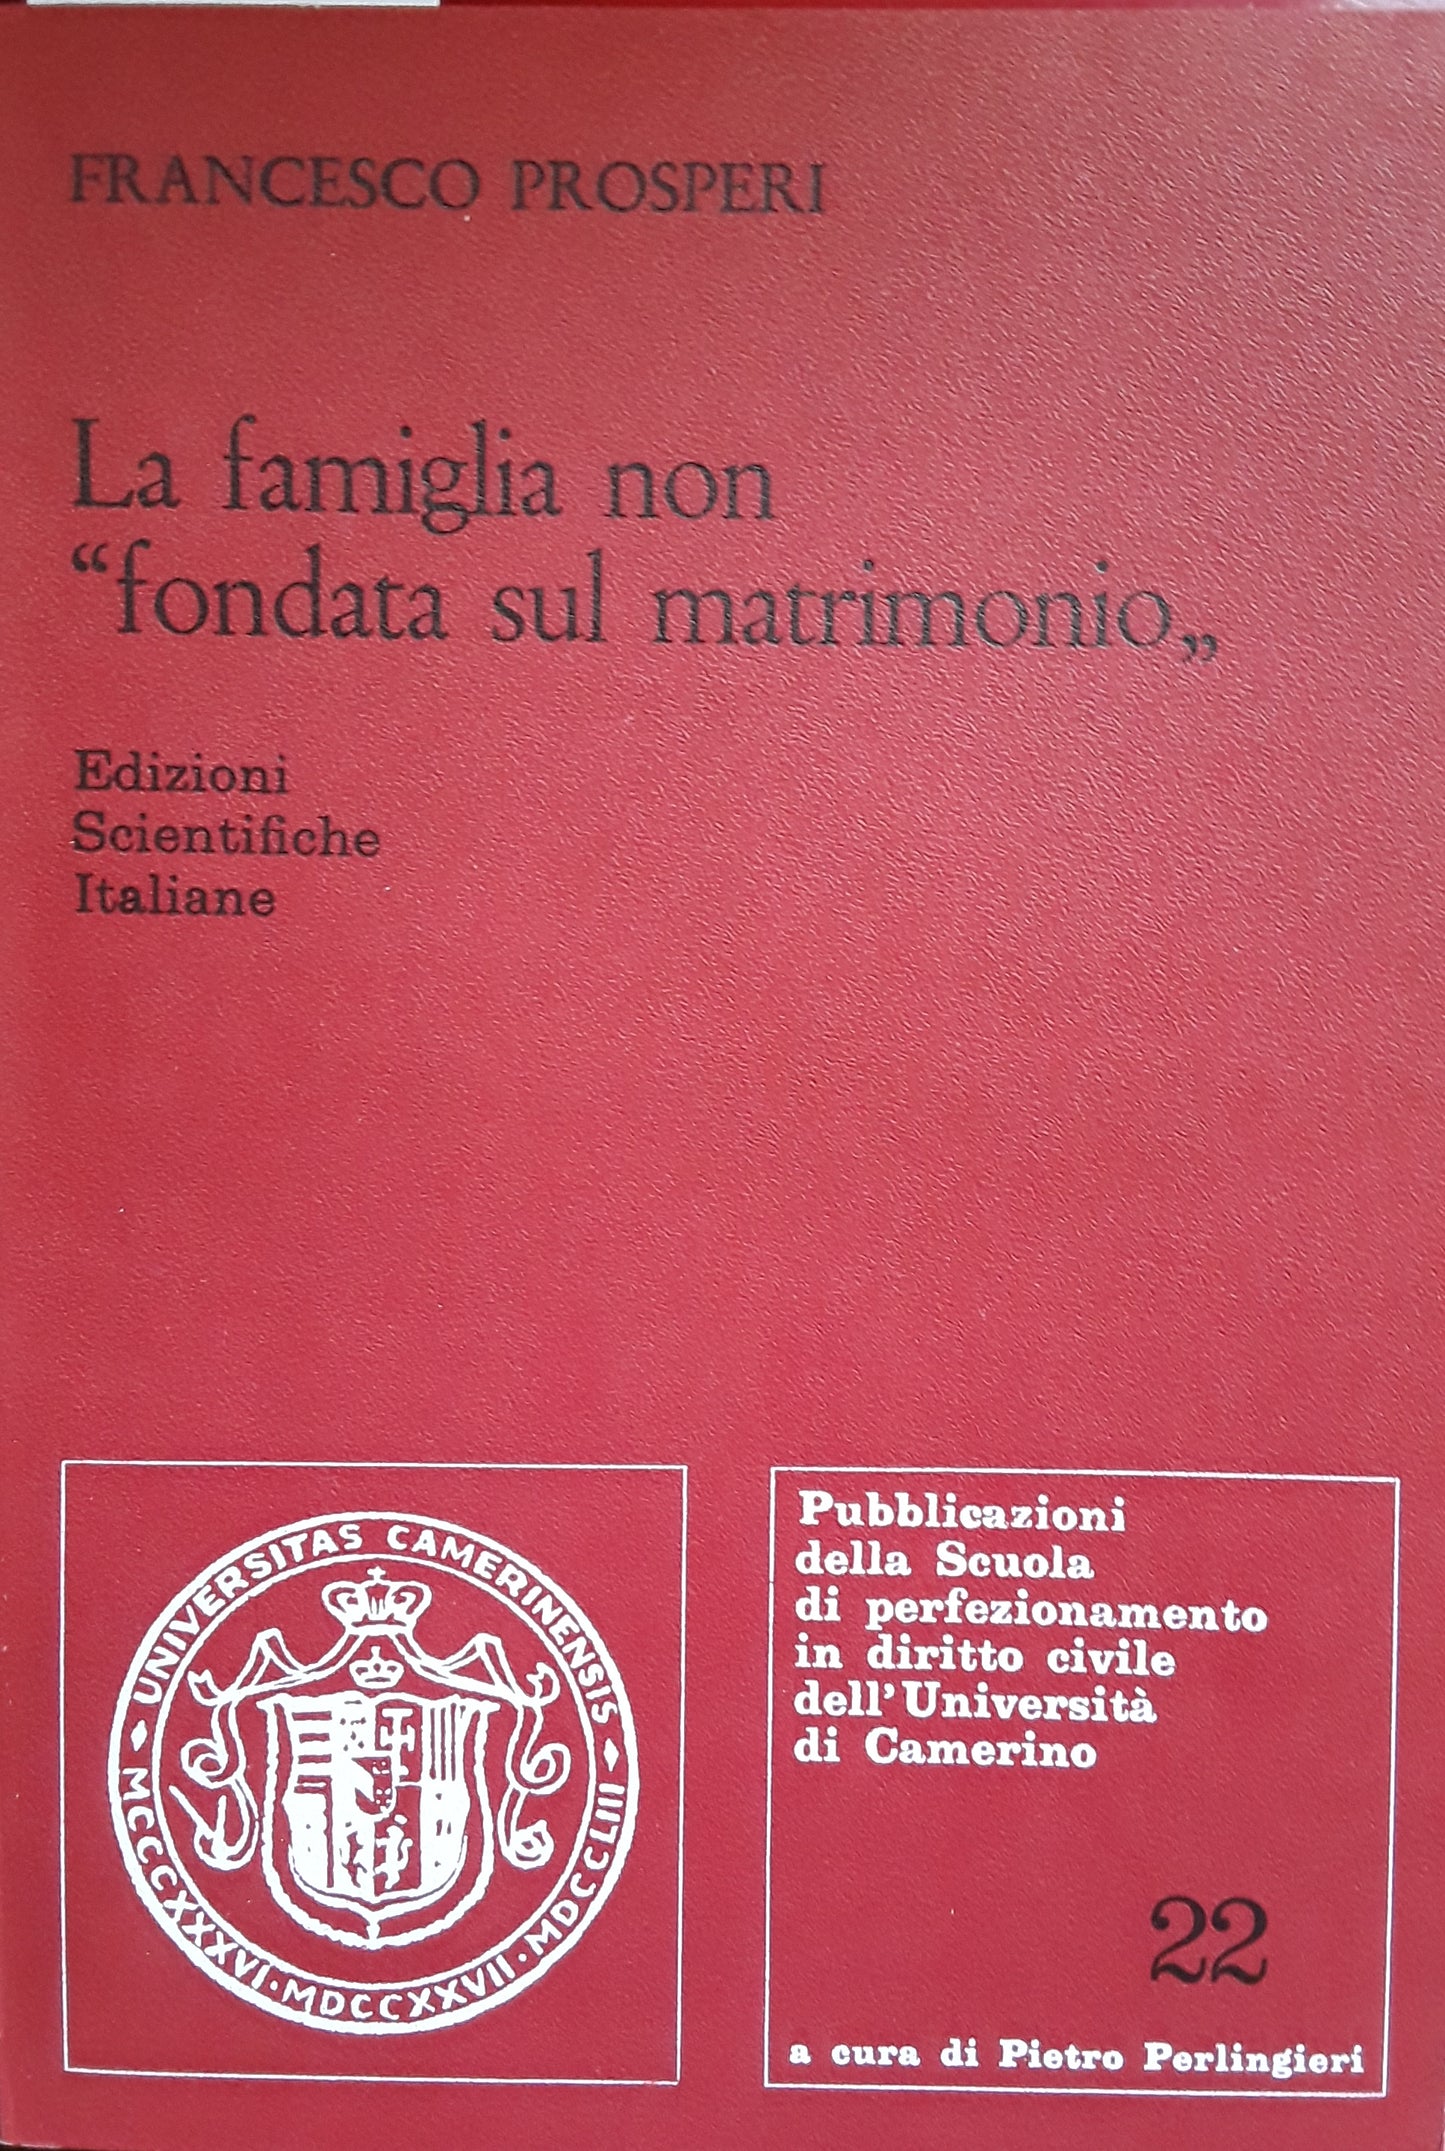 FRANCESCO PROSPERI
La famiglia non
“fondata sul matrimonio„
Edizioni
Scientifiche
Italiane
UNIVERSITAS CAMERINENSIS
MCCCXXXVI · MDCCXXVII · MDCCLIII
Pubblicazioni
della Scuola
di perfezionamento
in diritto civile
dell'Università
di Camerino
22
a cura di Pietro Perlingieri